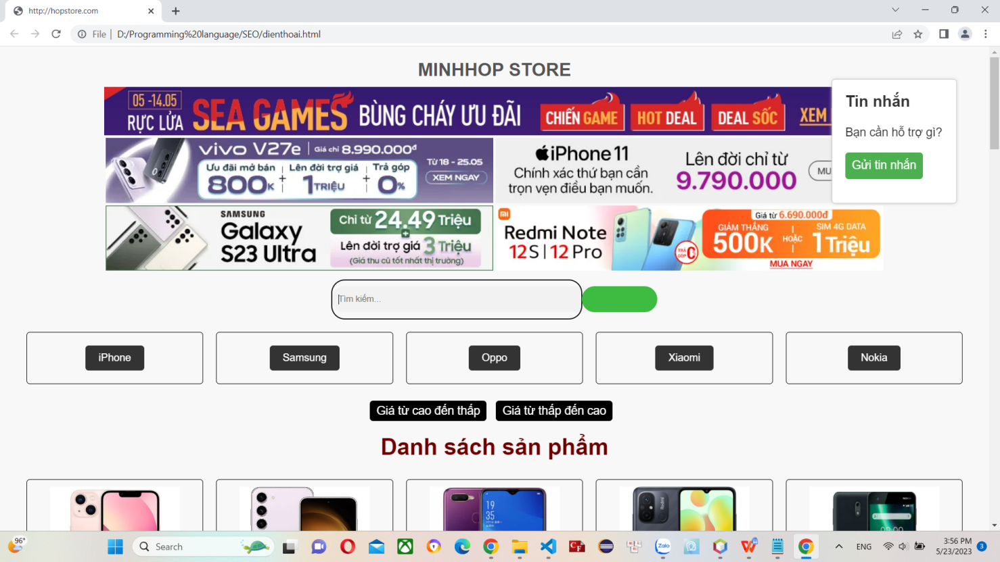 http://hopstore.com
File | D:/Programming%20language/SEO/dienthoai.html
MINHHOP STORE
05 -14.05
RỰC LỬA
SEA GAMES
BÙNG CHÁY ƯU ĐÃI
CHIẾN GAME
HOT DEAL
DEAL SỐC
XEM
vivo V27e | Giá chỉ 8.990.000đ
Ưu đãi mở bán
800K
+
Lên đời trợ giá
1TRIỆU
+
Trả góp
0%
Từ 18 - 25.05
XEM NGAY
iPhone 11
Chính xác thứ bạn cần
trọn vẹn điều bạn muốn.
Lên đời chỉ từ
9.790.000
MU
Tin nhắn
Bạn cần hỗ trợ gì?
Gửi tin nhắn
SAMSUNG
Galaxy
S23 Ultra
Chỉ từ 24.49 Triệu
+
Lên đời trợ giá 3 Triệu
(Giá thu cũ tốt nhất thị trường)
mi
Redmi Note
12S | 12 Pro
TRẢ GÓP 0%
Giá từ 6.690.000đ
GIẢM THẲNG
500K
HOẶC
SIM 4G DATA
1 Triệu
MUA NGAY
Tìm kiếm...
iPhone
Samsung
Oppo
Xiaomi
Nokia
Giá từ cao đến thấp
Giá từ thấp đến cao
Danh sách sản phẩm
19
35
Redmi
NOKIA
96°
Search
CF
Zalo
ENG
3:56 PM
5/23/2023
3